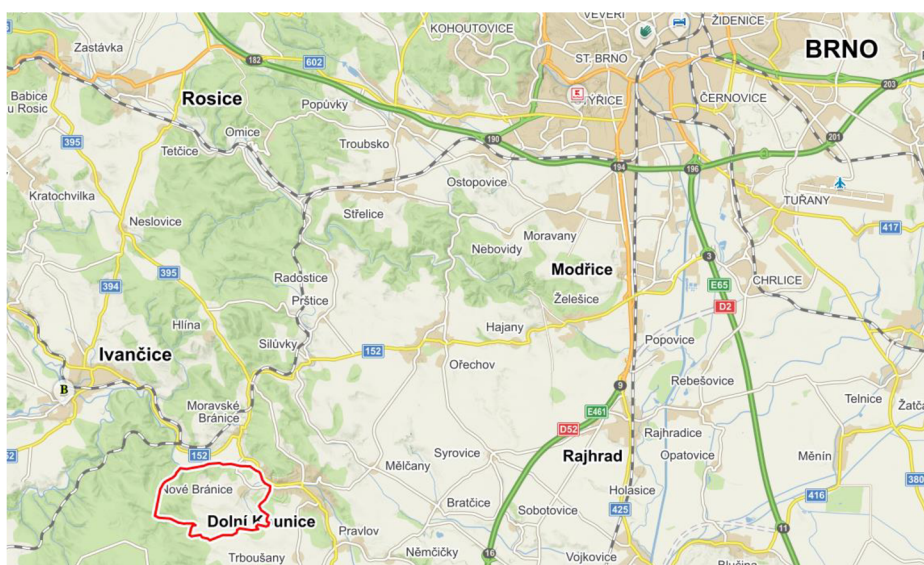 VEVEŘÍ
ŽIDENICE
KOHOUTOVICE
Zastávka
BRNO
602
ST. BRNO
182
203
Babice
u Rosic
Rosice
Popůvky
ČERNOVICE
Omice
190
201
395
Troubsko
Tetčice
194
196
Ostopovice
Kratochvilka
Střelice
TUŘANY
Neslovice
417
Moravany
Nebovidy
3
Modřice
395
Radostice
CHRLICE
394
E65
Prštice
Želešice
D2
Hlína
Hajany
Silůvky
Popovice
Ivančice
152
Ořechov
Rebešovice
9
B
Telnice
Moravské
Bránice
E461
D52
Rajhradice
Syrovice
Rajhrad
Opatovice
Měnín
152
Mělčany
380
Nové Bránice
Holasice
416
Bratčice
425
Sobotovice
Pravlov
11
Němčičky
16
Vojkovice
Trboušany